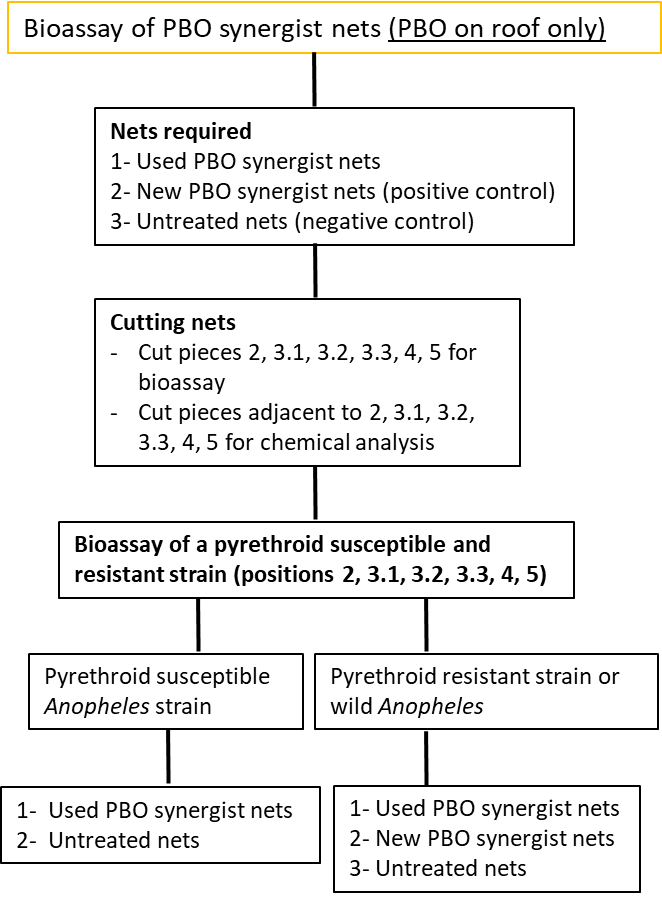 Bioassay of PBO synergist nets (PBO on roof only)
Nets required
1- Used PBO synergist nets
2- New PBO synergist nets (positive control)
3- Untreated nets (negative control)
Cutting nets
- Cut pieces 2, 3.1, 3.2, 3.3, 4, 5 for
bioassay
- Cut pieces adjacent to 2, 3.1, 3.2,
3.3, 4, 5 for chemical analysis
Bioassay of a pyrethroid susceptible and
resistant strain (positions 2, 3.1, 3.2, 3.3, 4, 5)
Pyrethroid susceptible
Anopheles strain
Pyrethroid resistant strain or
wild Anopheles
1- Used PBO synergist nets
2- Untreated nets
1- Used PBO synergist nets
2- New PBO synergist nets
3- Untreated nets